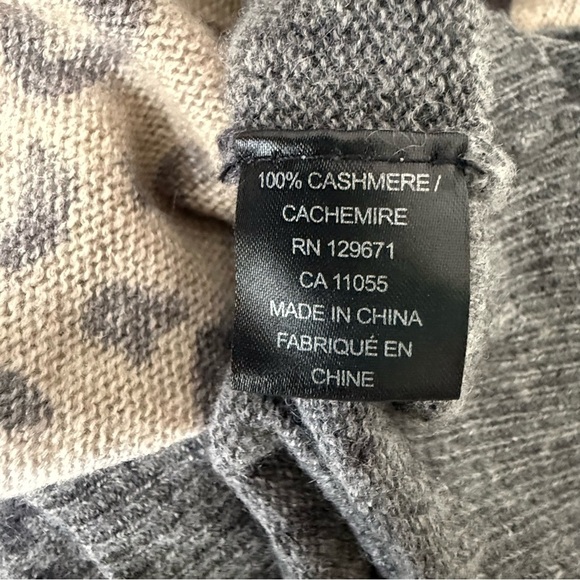 100% CASHMERE /
CACHEMIRE
RN 129671
CA 11055
MADE IN CHINA
FABRIQUÉ EN
CHINE